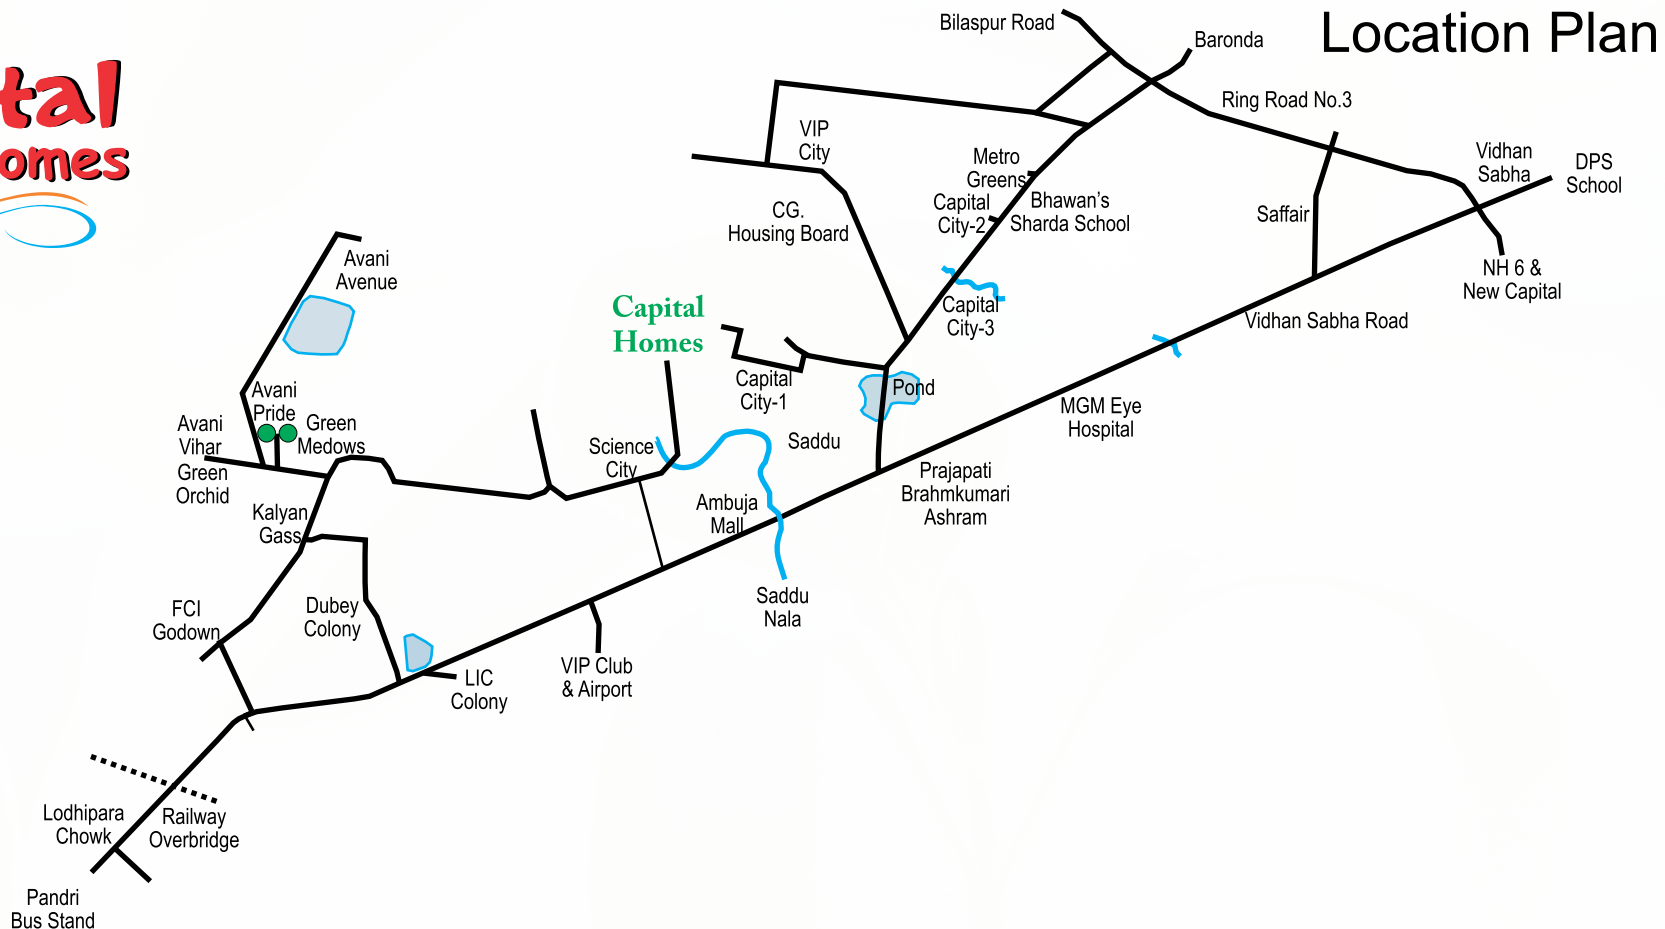 Location Plan
tal
omes
Bilaspur Road
Baronda
Ring Road No.3
VIP
City
Metro
Greens
Capital
City-2
Bhawan's
Sharda School
CG.
Housing Board
Saffair
Vidhan
Sabha
DPS
School
NH 6 &
New Capital
Avani
Avenue
Capital
Homes
Capital
City-3
Vidhan Sabha Road
Capital
City-1
Pond
MGM Eye
Hospital
Avani
Pride
Avani
Vihar
Green
Medows
Green
Orchid
Science
City
Saddu
Prajapati
Brahmkumari
Ashram
Ambuja
Mall
Kalyan
Gass
Saddu
Nala
FCI
Godown
Dubey
Colony
LIC
Colony
VIP Club
& Airport
Lodhipara
Chowk
Railway
Overbridge
Pandri
Bus Stand